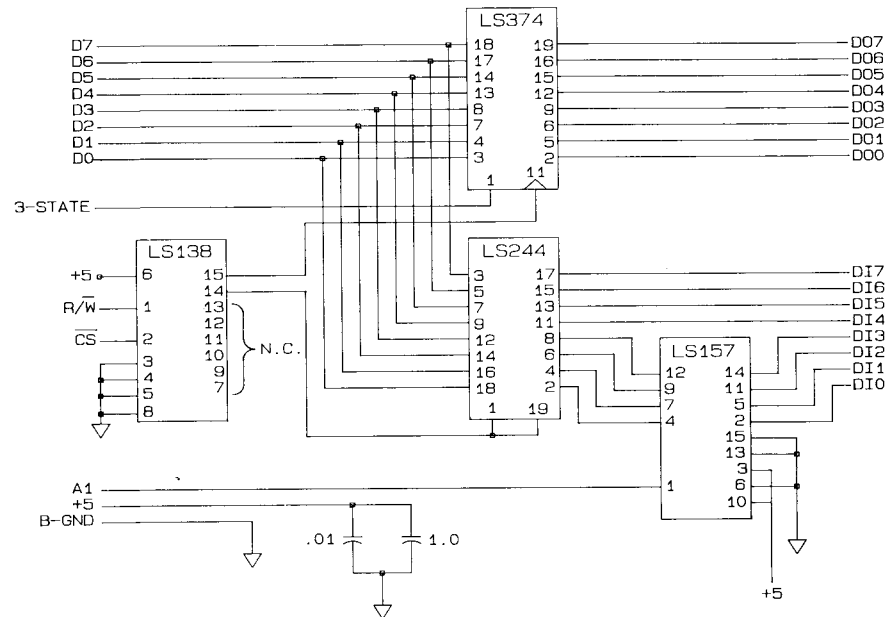 LS374
D7 18 19 DO7
D6 17 16 DO6
D5 14 15 DO5
D4 13 12 DO4
D3 8 9 DO3
D2 7 6 DO2
D1 4 5 DO1
D0 3 2 DO0
1 11
3-STATE
LS138
+5 6 15
14
R/W̅ 1 13
12
C̅S̅ 2 11
10
3 9
4
5 7
8
N.C.
LS244
3 17 DI7
5 15 DI6
7 13 DI5
9 11 DI4
12 8 DI3
14 6 DI2
16 4 DI1
18 2 DI0
1 19
LS157
12 14
9 11
7 5
4 2
15
13
3
1 6
10
+5
A1
+5
B-GND
.01 1.0